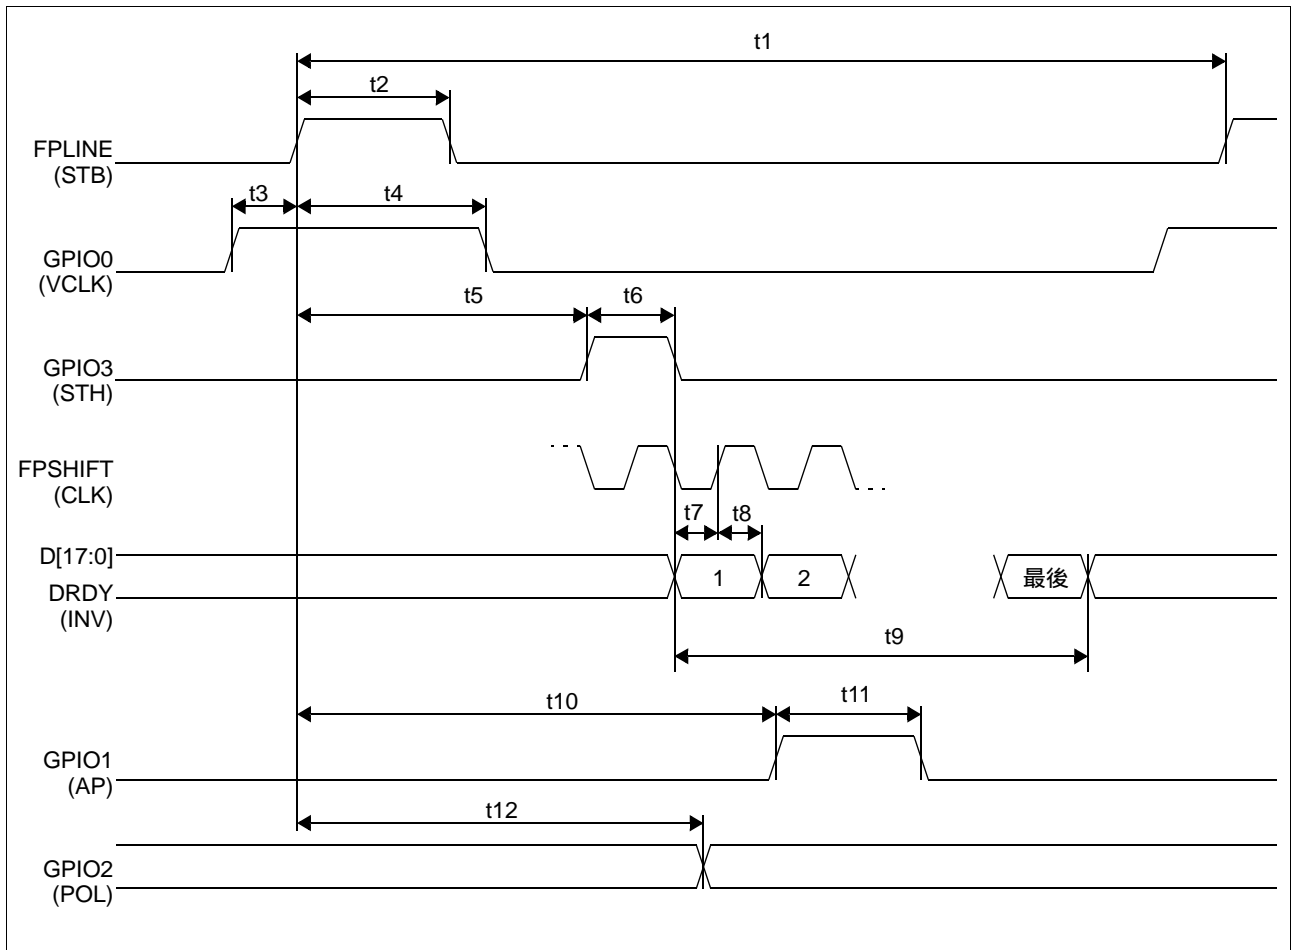 t1
t2
FPLINE
(STB)
t3
t4
GPIO0
(VCLK)
t5
t6
GPIO3
(STH)
FPSHIFT
(CLK)
t7
t8
D[17:0]
1
2
最後
DRDY
(INV)
t9
t10
t11
GPIO1
(AP)
t12
GPIO2
(POL)